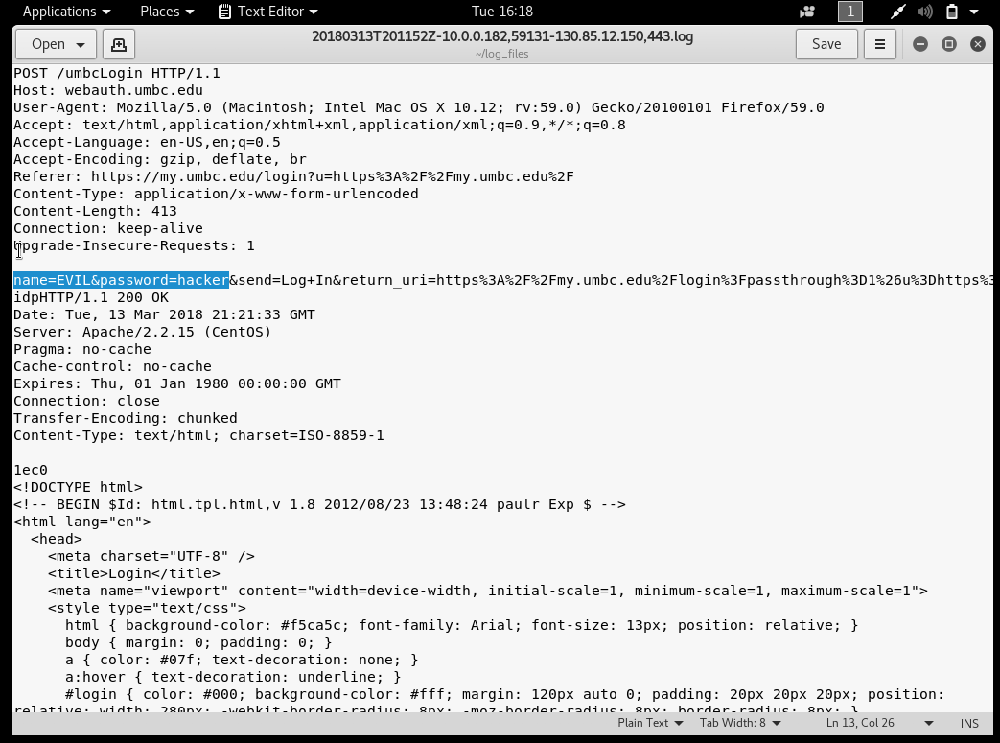 Applications Places Text Editor Tue 16:18 1
Open 20180313T201152Z-10.0.0.182,59131-130.85.12.150,443.log Save
~/log_files
POST /umbcLogin HTTP/1.1
Host: webauth.umbc.edu
User-Agent: Mozilla/5.0 (Macintosh; Intel Mac OS X 10.12; rv:59.0) Gecko/20100101 Firefox/59.0
Accept: text/html,application/xhtml+xml,application/xml;q=0.9,*/*;q=0.8
Accept-Language: en-US,en;q=0.5
Accept-Encoding: gzip, deflate, br
Referer: https://my.umbc.edu/login?u=https%3A%2F%2Fmy.umbc.edu%2F
Content-Type: application/x-www-form-urlencoded
Content-Length: 413
Connection: keep-alive
Upgrade-Insecure-Requests: 1
name=EVIL&password=hacker&send=Log+In&return_uri=https%3A%2F%2Fmy.umbc.edu%2Flogin%3Fpassthrough%3D1%26u%3Dhttps%3
idpHTTP/1.1 200 OK
Date: Tue, 13 Mar 2018 21:21:33 GMT
Server: Apache/2.2.15 (CentOS)
Pragma: no-cache
Cache-control: no-cache
Expires: Thu, 01 Jan 1980 00:00:00 GMT
Connection: close
Transfer-Encoding: chunked
Content-Type: text/html; charset=ISO-8859-1
1ec0
<!DOCTYPE html>
<!-- BEGIN $Id: html.tpl.html,v 1.8 2012/08/23 13:48:24 paulr Exp $ -->
<html lang="en">
  <head>
    <meta charset="UTF-8" />
    <title>Login</title>
    <meta name="viewport" content="width=device-width, initial-scale=1, minimum-scale=1, maximum-scale=1">
    <style type="text/css">
      html { background-color: #f5ca5c; font-family: Arial; font-size: 13px; position: relative; }
      body { margin: 0; padding: 0; }
      a { color: #07f; text-decoration: none; }
      a:hover { text-decoration: underline; }
      #login { color: #000; background-color: #fff; margin: 120px auto 0; padding: 20px 20px 20px; position:
relative; width: 280px; -webkit-border-radius: 8px; -moz-border-radius: 8px; border-radius: 8px; }
Plain Text Tab Width: 8 Ln 13, Col 26 INS